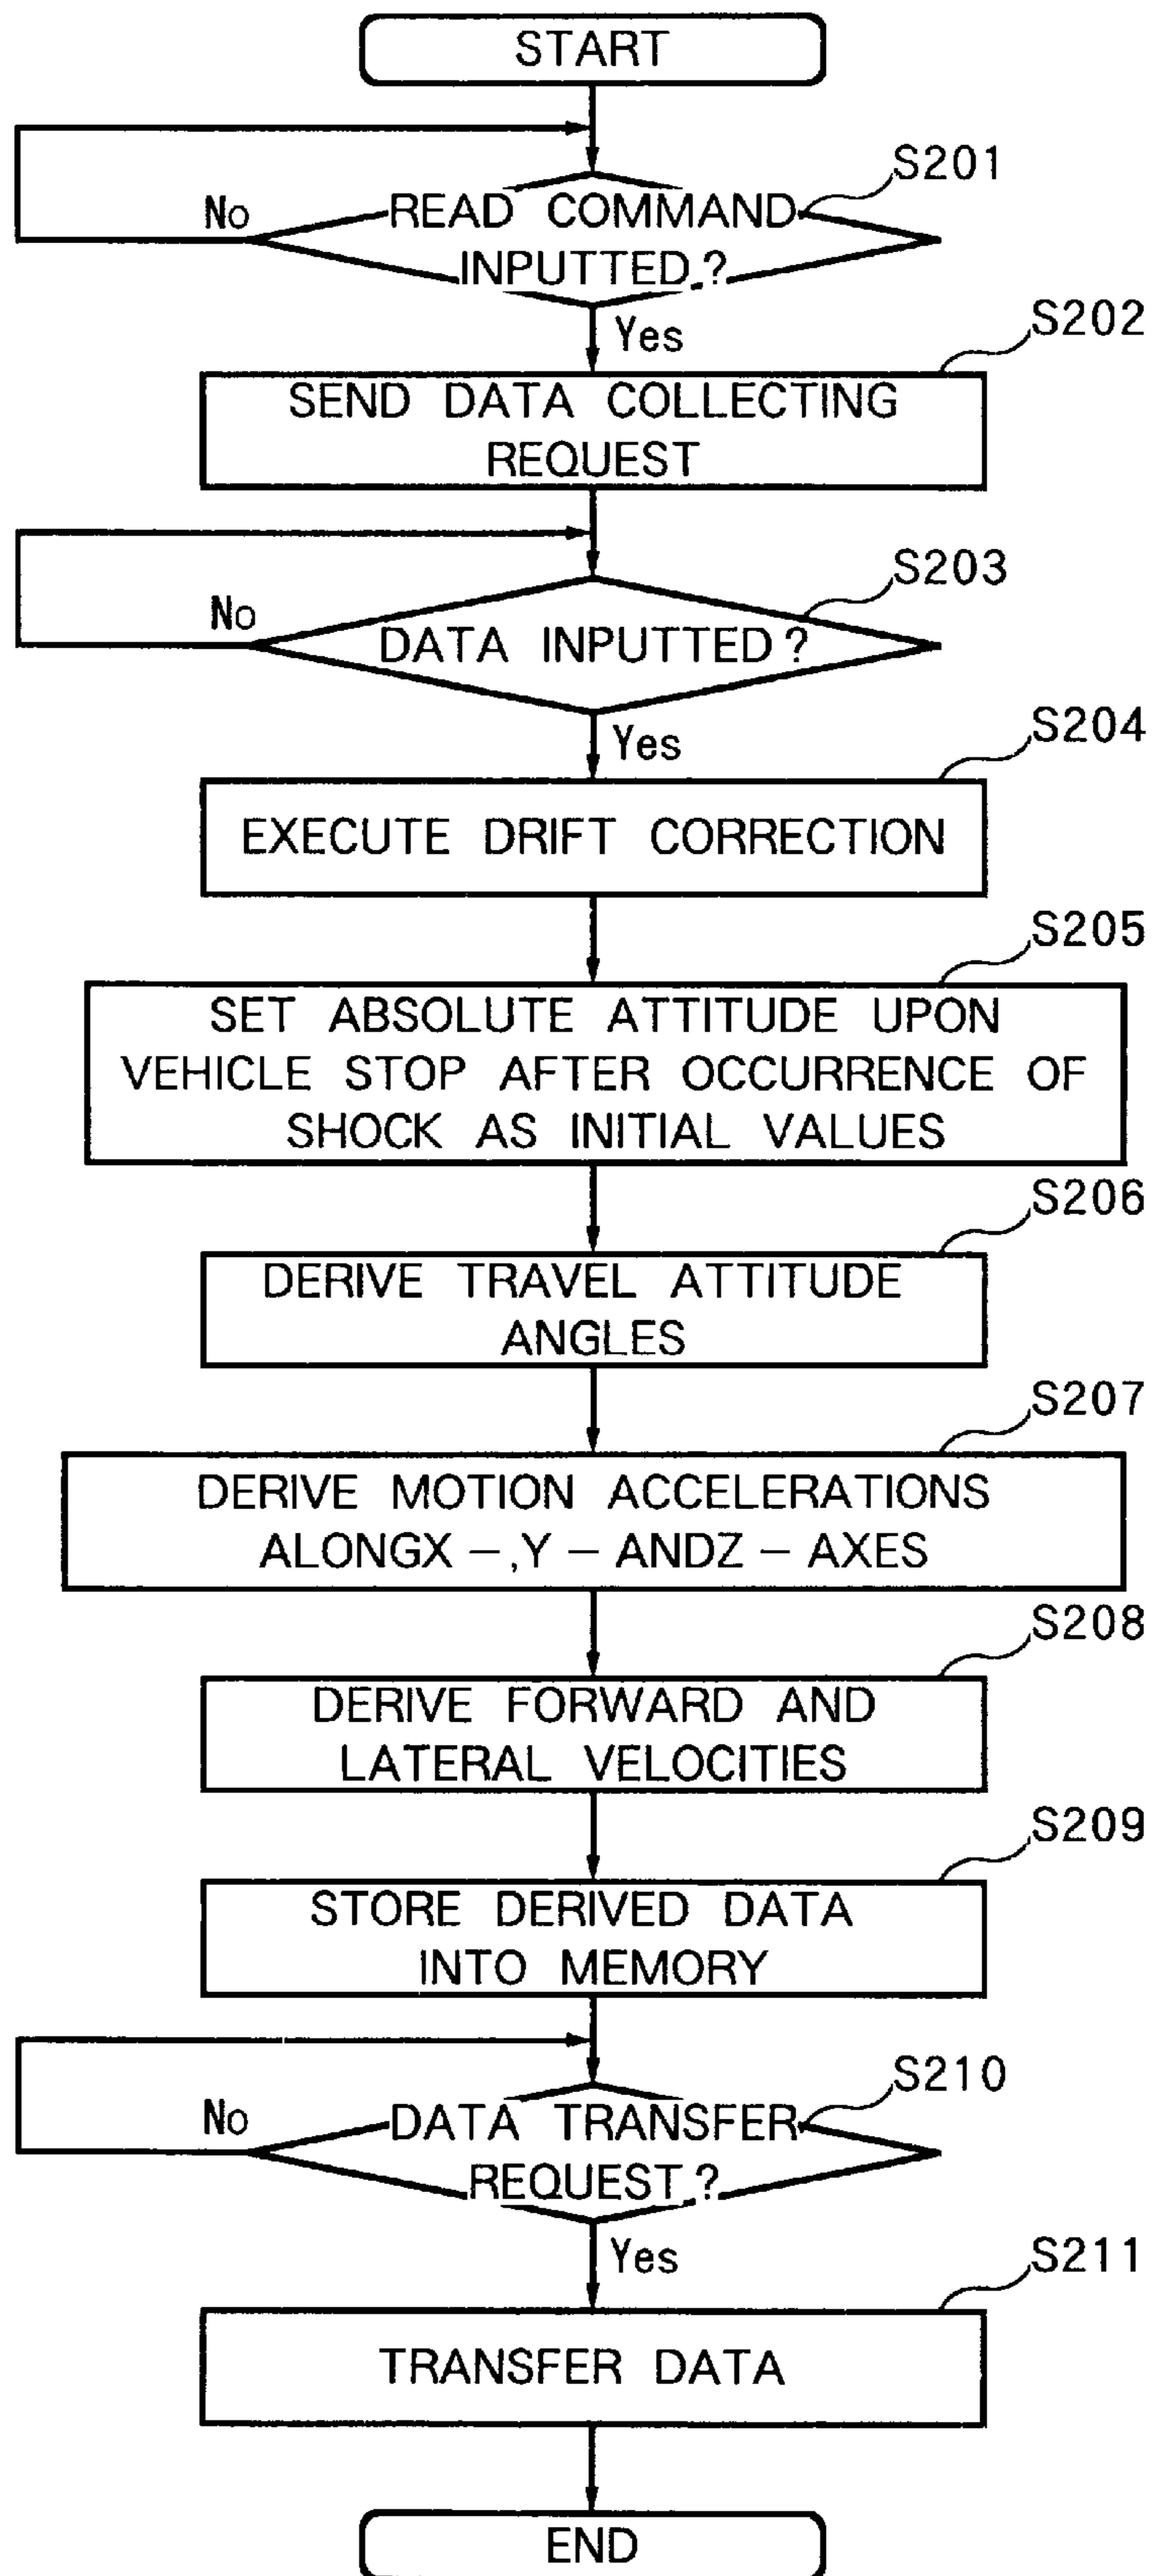 START
S201
No
READ COMMAND
INPUTTED ?
Yes
S202
SEND DATA COLLECTING
REQUEST
S203
No
DATA INPUTTED ?
Yes
S204
EXECUTE DRIFT CORRECTION
S205
SET ABSOLUTE ATTITUDE UPON
VEHICLE STOP AFTER OCCURRENCE OF
SHOCK AS INITIAL VALUES
S206
DERIVE TRAVEL ATTITUDE
ANGLES
S207
DERIVE MOTION ACCELERATIONS
ALONGX – ,Y – ANDZ – AXES
S208
DERIVE FORWARD AND
LATERAL VELOCITIES
S209
STORE DERIVED DATA
INTO MEMORY
S210
No
DATA TRANSFER
REQUEST ?
Yes
S211
TRANSFER DATA
END